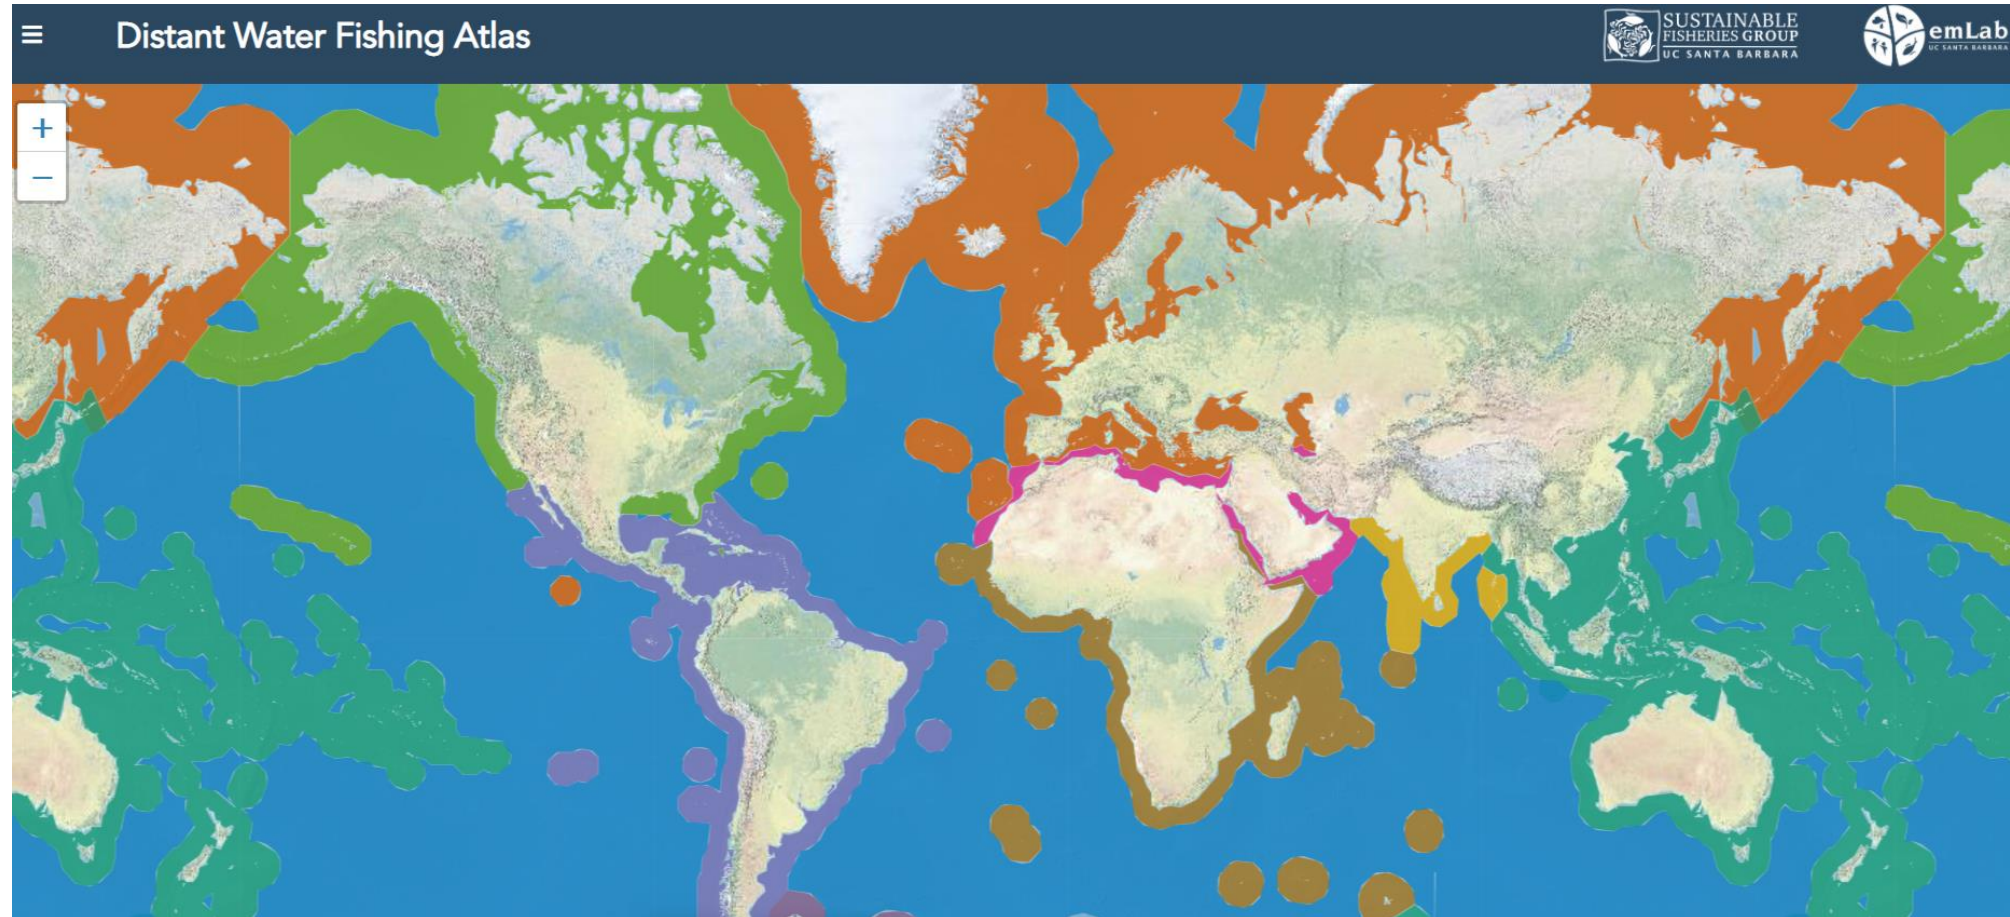 Distant Water Fishing Atlas
SUSTAINABLE
FISHERIES GROUP
UC SANTA BARBARA
emLab
UC SANTA BARBARA
+
−